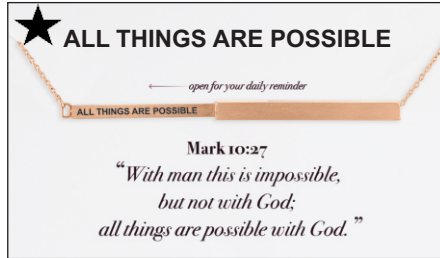 ALL THINGS ARE POSSIBLE
open for your daily reminder
ALL THINGS ARE POSSIBLE
Mark 10:27
“With man this is impossible,
but not with God;
all things are possible with God.”